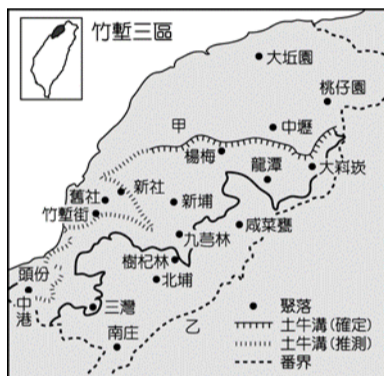 竹塹三區
大坵園
桃仔園
甲
中壢
楊梅
龍潭
大嵙崁
新社
舊社
新埔
竹塹街
咸菜甕
九芎林
樹杞林
頭份
北埔
中港
三灣
乙
南庄
聚落
土牛溝(確定)
土牛溝(推測)
番界